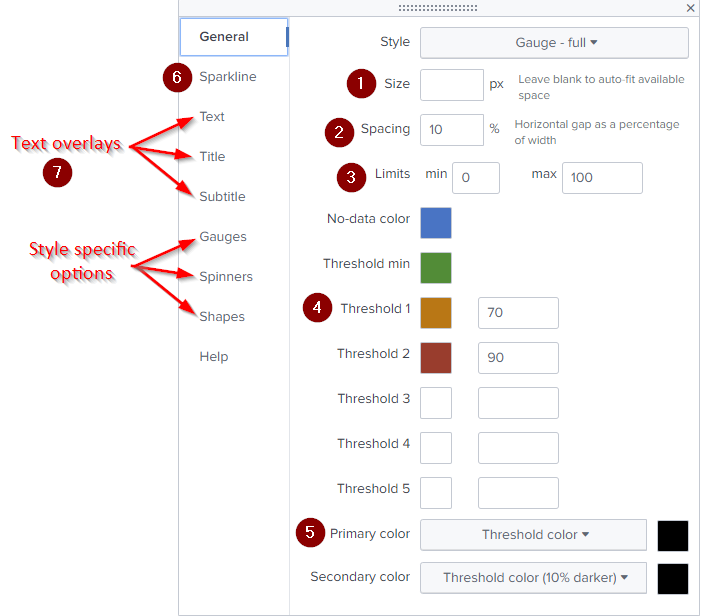 General
Style
Gauge - full
6
Sparkline
1
Size
px
Leave blank to auto-fit available
space
Text
Text overlays
7
Title
Subtitle
2
Spacing
10
%
Horizontal gap as a percentage
of width
3
Limits
min
0
max
100
Style specific
options
Gauges
Spinners
Shapes
Help
No-data color
Threshold min
4
Threshold 1
70
Threshold 2
90
Threshold 3
Threshold 4
Threshold 5
5
Primary color
Threshold color
Secondary color
Threshold color (10% darker)